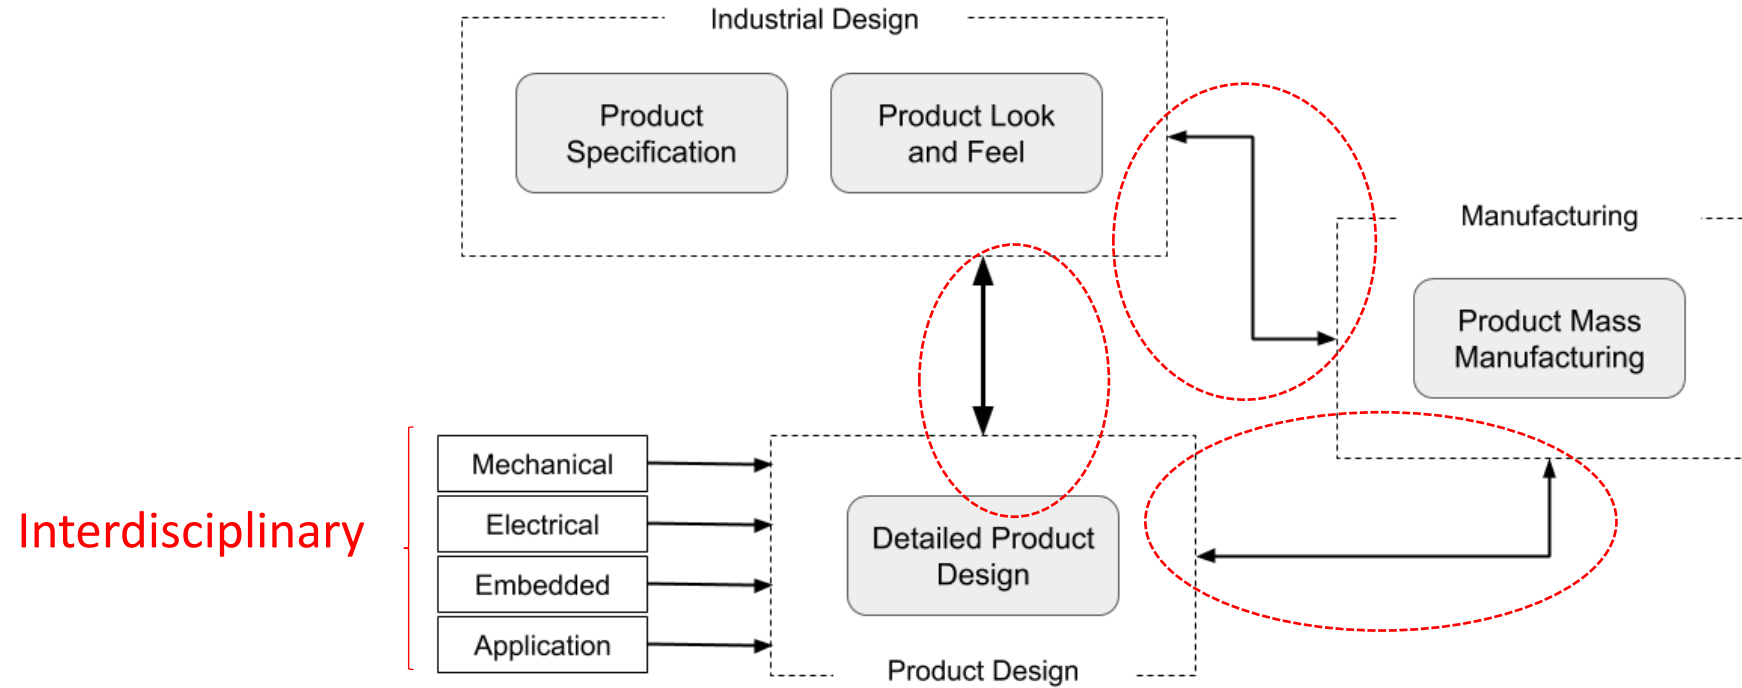 Industrial Design
Product
Specification
Product Look
and Feel
Manufacturing
Product Mass
Manufacturing
Interdisciplinary
Mechanical
Electrical
Embedded
Application
Detailed Product
Design
Product Design